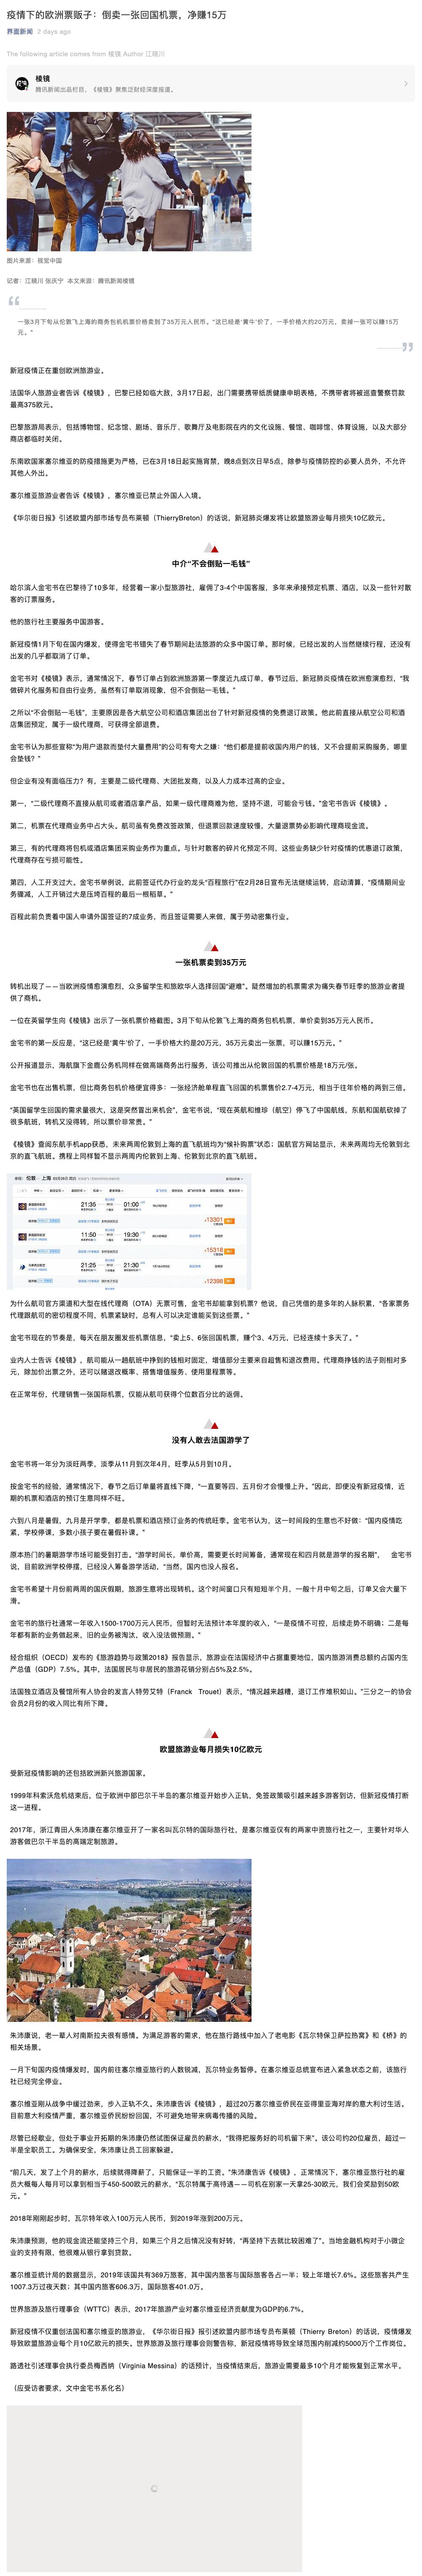 疫情下的欧洲票贩子：倒卖一张回国机票，净赚15万
界面新闻 2 days ago
The following article comes from 棱镜 Author 江晓川
棱镜
腾讯新闻出品栏目，《棱镜》聚焦泛财经深度报道。
图片来源：视觉中国
记者：江晓川 张庆宁 本文来源：腾讯新闻棱镜
一张3月下旬从伦敦飞上海的商务包机机票价格卖到了35万元人民币。“这已经是‘黄牛’价了，一手价格大约20万元，卖掉一张可以赚15万
元。”
新冠疫情正在重创欧洲旅游业。
法国华人旅游业者告诉《棱镜》，巴黎已经如临大敌，3月17日起，出门需要携带纸质健康申明表格，不携带者将被巡查警察罚款
最高375欧元。
巴黎旅游局表示，包括博物馆、纪念馆、剧场、音乐厅、歌舞厅及电影院在内的文化设施、餐馆、咖啡馆、体育设施，以及大部分
商店都临时关闭。
东南欧国家塞尔维亚的防疫措施更为严格，已在3月18日起实施宵禁，晚8点到次日早5点，除参与疫情防控的必要人员外，不允许
其他人外出。
塞尔维亚旅游业者告诉《棱镜》，塞尔维亚已禁止外国人入境。
《华尔街日报》引述欧盟内部市场专员布莱顿（ThierryBreton）的话说，新冠肺炎爆发将让欧盟旅游业每月损失10亿欧元。
中介“不会倒贴一毛钱”
哈尔滨人金宅书在巴黎待了10多年，经营着一家小型旅游社，雇佣了3-4个中国客服，多年来承接预定机票、酒店，以及一些针对散
客的订票服务。
他的旅行社主要服务中国游客。
新冠疫情1月下旬在国内爆发，使得金宅书错失了春节期间赴法旅游的众多中国订单。那时候，已经出发的人当然继续行程，还没有
出发的几乎都取消了订单。
金宅书对《棱镜》表示，通常情况下，春节订单占到欧洲旅游第一季度近九成订单，春节过后，新冠肺炎疫情在欧洲愈演愈烈，“我
做碎片化服务和自由行业务，虽然有订单取消现象，但不会倒贴一毛钱。”
之所以“不会倒贴一毛钱”，主要原因是各大航空公司和酒店集团出台了针对新冠疫情的免费退订政策。他此前直接从航空公司和酒
店集团预定，属于一级代理商，可获得全部退费。
金宅书认为那些宣称“为用户退款而垫付大量费用”的公司有夸大之嫌：“他们都是提前收国内用户的钱，又不会提前采购服务，哪里
会垫钱？”
但企业有没有面临压力？有，主要是二级代理商、大团批发商，以及人力成本过高的企业。
第一，“二级代理商不直接从航司或者酒店拿产品，如果一级代理商难为他，坚持不退，可能会亏钱。”金宅书告诉《棱镜》。
第二，机票在代理商业务中占大头。航司虽有免费改签政策，但退票回款速度较慢，大量退票势必影响代理商现金流。
第三，有的代理商将包机或酒店集团采购业务作为重点。与针对散客的碎片化预定不同，这些业务缺少针对疫情的优惠退订政策，
代理商存在亏损可能性。
第四，人工开支过大。金宅书举例说，此前签证代办行业的龙头“百程旅行”在2月28日宣布无法继续运转，启动清算，“疫情期间业
务骤减，人工开销过大是压垮百程的最后一根稻草。”
百程此前负责着中国人申请外国签证的7成业务，而且签证需要人来做，属于劳动密集行业。
一张机票卖到35万元
转机出现了——当欧洲疫情愈演愈烈，众多留学生和旅欧华人选择回国“避难”。陡然增加的机票需求为痛失春节旺季的旅游业者提
供了商机。
一位在英留学生向《棱镜》出示了一张机票价格截图。3月下旬从伦敦飞上海的商务包机机票，单价卖到35万元人民币。
金宅书的第一反应是，“这已经是‘黄牛’价了，一手价格大约是20万元，35万元卖出一张票，可以赚15万元。”
公开报道显示，海航旗下金鹿公务机同样在做高端商务出行服务，该公司推出从伦敦回国的机票价格是18万元/张。
金宅书也在出售机票，但比商务包机价格便宜得多：一张经济舱单程直飞回国的机票售价2.7-4万元，相当于往年价格的两到三倍。
“英国留学生回国的需求量很大，这是突然冒出来机会”，金宅书说，“现在英航和维珍（航空）停飞了中国航线，东航和国航砍掉了
很多航班，转机又没得转，所以票价非常贵。”
《棱镜》查阅东航手机app获悉，未来两周伦敦到上海的直飞航班均为“候补购票”状态；国航官方网站显示，未来两周均无伦敦到北
京的直飞航班。携程上同样暂不显示两周内伦敦到上海、伦敦到北京的直飞航班。
伦敦 → 上海
21:35 01:00
¥13301
11:50 19:30
¥15318
21:25 21:30
¥12398
为什么航司官方渠道和大型在线代理商（OTA）无票可售，金宅书却能拿到机票？他说，自己凭借的是多年的人脉积累，“各家票务
代理跟航司的密切程度不同、机票紧张时，总有人可以决定谁能买到这些票。”
金宅书现在的节奏是，每天在朋友圈发些机票信息，“卖上5、6张回国机票，赚个3、4万元，已经连续十多天了。”
业内人士告诉《棱镜》，航司能从一趟航班中挣到的钱相对固定，增值部分主要来自超售和退改费用。代理商挣钱的法子则相对多
元，除加价出票之外，还可以赌退改概率、搭售增值服务、使用里程票等。
在正常年份，代理销售一张国际机票，仅能从航司获得个位数百分比的返佣。
没有人敢去法国游学了
金宅书将一年分为淡旺两季，淡季从11月到次年4月，旺季从5月到10月。
按金宅书的经验，通常情况下，春节之后订单量将直线下降，“一直要等四、五月份才会慢慢上升。”因此，即便没有新冠疫情，近
期的机票和酒店的预订生意同样不旺。
六到八月是暑假，九月是开学季，都是机票和酒店预订业务的传统旺季。金宅书认为，这一时间段的生意也不好做：“国内疫情吃
紧，学校停课，多数小孩子要在暑假补课。”
原本热门的暑期游学市场可能受到打击。“游学时间长，单价高，需要更长时间筹备，通常现在和四月就是游学的报名期”， 金宅书
说，目前欧洲学校停摆，已经没人筹备游学活动，“当然，国内也没人报名。
金宅书希望十月份前两周的国庆假期，旅游生意将出现转机。这个时间窗口只有短短半个月，一般十月中旬之后，订单又会大量下
滑。
金宅书的旅行社通常一年收入1500-1700万元人民币，但暂时无法预计本年度的收入，“一是疫情不可控，后续走势不明确；二是每
年都有新的业务做起来，旧的业务被淘汰，收入没法做预测。”
经合组织（OECD）发布的《旅游趋势与政策2018》报告显示，旅游业在法国经济中占据重要地位，国内旅游消费总额约占国内生
产总值（GDP）7.5%。其中，法国居民与非居民的旅游花销分别占5%及2.5%。
法国独立酒店及餐馆所有人协会的发言人特劳艾特（Franck Trouet）表示，“情况越来越糟，退订工作堆积如山。”三分之一的协会
会员2月份的收入同比有所下降。
欧盟旅游业每月损失10亿欧元
受新冠疫情影响的还包括欧洲新兴旅游国家。
1999年科索沃危机结束后，位于欧洲中部巴尔干半岛的塞尔维亚开始步入正轨，免签政策吸引越来越多游客到访，但新冠疫情打断
这一进程。
2017年，浙江青田人朱沛康在塞尔维亚开了一家名叫瓦尔特的国际旅行社，是塞尔维亚仅有的两家中资旅行社之一，主要针对华人
游客做巴尔干半岛的高端定制旅游。
朱沛康说，老一辈人对南斯拉夫很有感情。为满足游客的需求，他在旅行路线中加入了老电影《瓦尔特保卫萨拉热窝》和《桥》的
相关场景。
一月下旬国内疫情爆发时，国内前往塞尔维亚旅行的人数锐减，瓦尔特业务暂停。在塞尔维亚总统宣布进入紧急状态之前，该旅行
社已经完全停业。
塞尔维亚刚从战争中缓过劲来，步入正轨不久。朱沛康告诉《棱镜》，超过20万塞尔维亚侨民在亚得里亚海对岸的意大利讨生活。
目前意大利疫情严重，塞尔维亚侨民纷纷回国，不可避免地带来病毒传播的风险。
尽管已经歇业，但处于事业开拓期的朱沛康仍然试图保证雇员的薪水，“我得把服务好的司机留下来”。该公司约20位雇员，超过一
半是全职员工。为确保安全，朱沛康让员工回家躲避。
“前几天，发了上个月的薪水，后续就得降薪了，只能保证一半的工资。”朱沛康告诉《棱镜》，正常情况下，塞尔维亚旅行社的雇
员大概每人每月可以拿到相当于450-500欧元的薪水，“瓦尔特属于高待遇——司机在别家一天拿25-30欧元，我们会奖励到50欧
元。”
2018年刚刚起步时，瓦尔特年收入100万元人民币，到2019年涨到200万元。
朱沛康预测，他的现金流还能坚持三个月，如果三个月之后情况没有好转，“再坚持下去就比较困难了”。当地金融机构对于小微企
业的支持有限，他很难从银行拿到贷款。
塞尔维亚统计局的数据显示，2019年该国共有369万旅客，其中国内旅客与国际旅客各占一半；较上年增长7.6%。这些旅客共产生
1007.3万过夜天数；其中国内旅客606.3万，国际旅客401.0万。
世界旅游及旅行理事会（WTTC）表示，2017年旅游产业对塞尔维亚经济贡献度为GDP的6.7%。
新冠疫情不仅重创法国和塞尔维亚的旅游业，《华尔街日报》报引述欧盟内部市场专员布莱顿（Thierry Breton）的话说，疫情爆发
导致欧盟旅游业每个月10亿欧元的损失。世界旅游及旅行理事会则警告称，新冠疫情将导致全球范围内削减约5000万个工作岗位。
路透社引述理事会执行委员梅西纳（Virginia Messina）的话预计，当疫情结束后，旅游业需要最多10个月才能恢复到正常水平。
（应受访者要求，文中金宅书系化名）